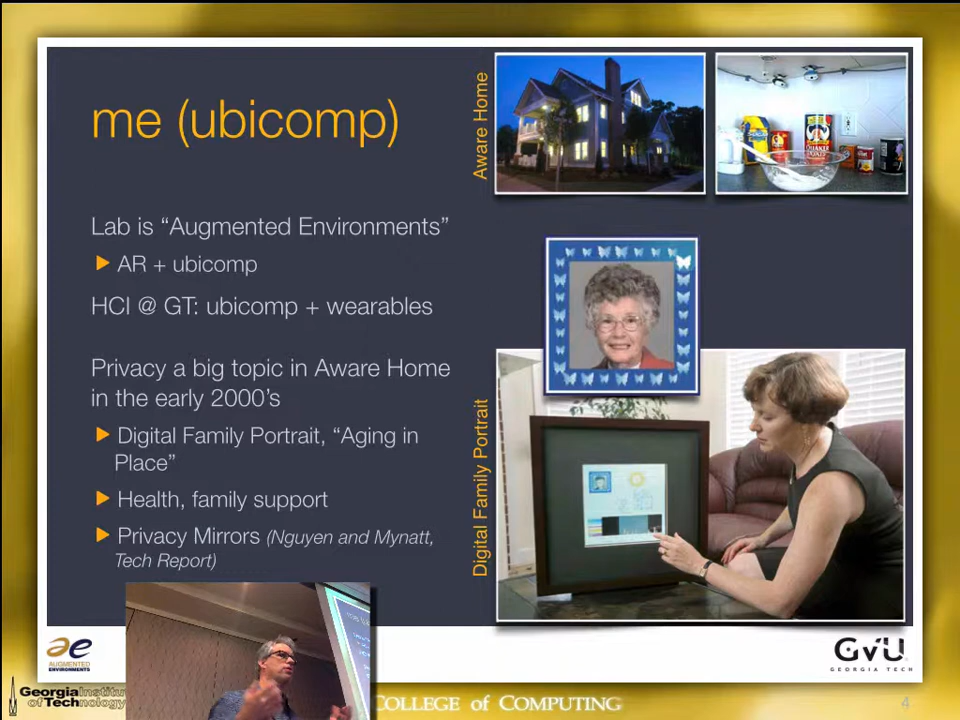 me (ubicomp)
Lab is “Augmented Environments”
AR + ubicomp
HCI @ GT: ubicomp + wearables
Privacy a big topic in Aware Home
in the early 2000’s
Digital Family Portrait, “Aging in
Place”
Health, family support
Privacy Mirrors (Nguyen and Mynatt,
Tech Report)
Aware Home
QUAKER
Digital Family Portrait
ae
AUGMENTED
ENVIRONMENTS
GVU
GEORGIA TECH
Georgia Institu
of Technology
COLLEGE of COMPUTING
4